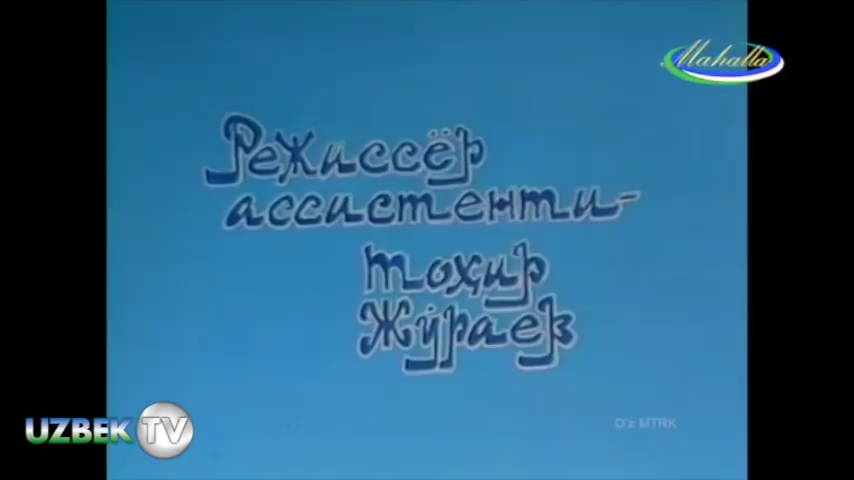 Mahalla
Режиссёр
ассистенти-
Тоҳир
Жўраев
O'z MTRK
UZBEK TV